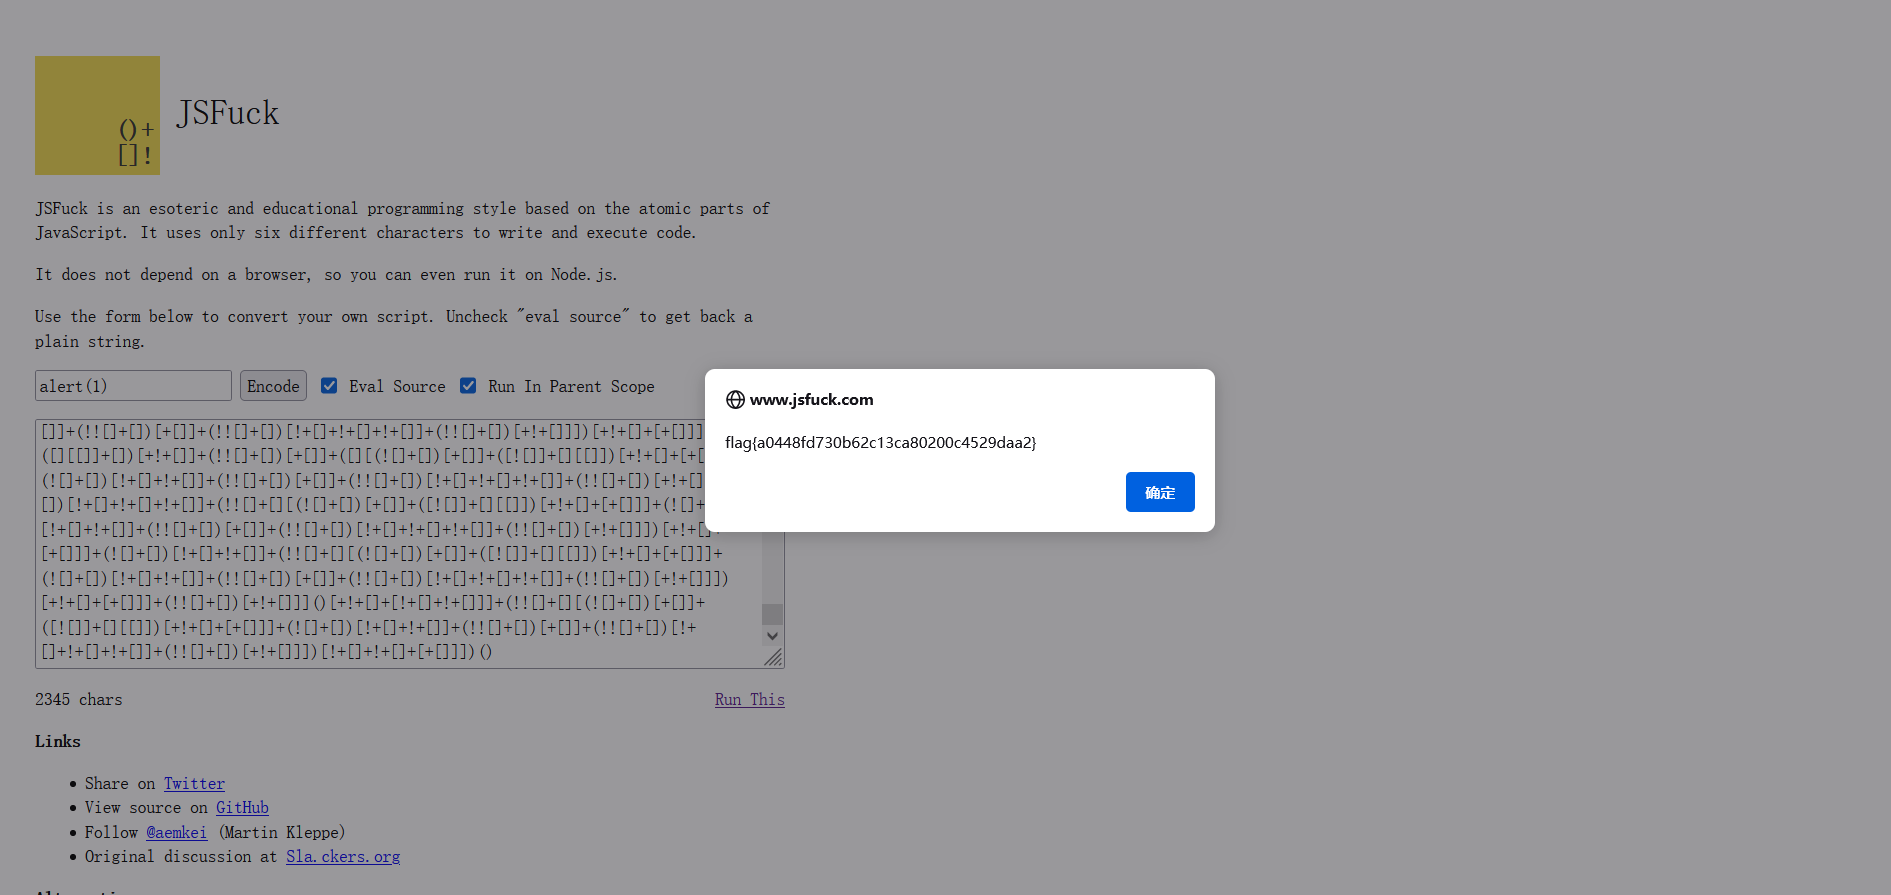 ()+
[]!
JSFuck
JSFuck is an esoteric and educational programming style based on the atomic parts of
JavaScript. It uses only six different characters to write and execute code.
It does not depend on a browser, so you can even run it on Node.js.
Use the form below to convert your own script. Uncheck "eval source" to get back a
plain string.
alert(1)
Encode
Eval Source
Run In Parent Scope
[]]+(!![]+[])[+[]]+(!![]+[])[!+[]+!+[]+!+[]]+(!![]+[])[+!+[]]])[+!+[]+[+[]]]
([][[]]+[])[+!+[]]+(!![]+[])[+[]]+([][(![]+[])[+[]]+([![]]+[][[]])[+!+[]+[+[
(![]+[])[!+[]+!+[]]+(!![]+[])[+[]]+(!![]+[])[!+[]+!+[]+!+[]]+(!![]+[])[+!+[]
[])[!+[]+!+[]+!+[]]+(!![]+[][(![]+[])[+[]]+([![]]+[][[]])[+!+[]+[+[]]]+(![]+
[!+[]+!+[]]+(!![]+[])[+[]]+(!![]+[])[!+[]+!+[]+!+[]]+(!![]+[])[+!+[]]])[+!+[]+
[+[]]]+(![]+[])[!+[]+!+[]]+(!![]+[][(![]+[])[+[]]+([![]]+[][[]])[+!+[]+[+[]]]+
(![]+[])[!+[]+!+[]]+(!![]+[])[+[]]+(!![]+[])[!+[]+!+[]+!+[]]+(!![]+[])[+!+[]]])
[+!+[]+[+[]]]+(!![]+[])[+!+[]]]()[+!+[]+[!+[]+!+[]]]+(!![]+[][(![]+[])[+[]]+
([![]]+[][[]])[+!+[]+[+[]]]+(![]+[])[!+[]+!+[]]+(!![]+[])[+[]]+(!![]+[])[!+
[]+!+[]+!+[]]+(!![]+[])[+!+[]]])[!+[]+!+[]+[+[]]])()
www.jsfuck.com
flag{a0448fd730b62c13ca80200c4529daa2}
确定
2345 chars
Run This
Links
Share on Twitter
View source on GitHub
Follow @aemkei (Martin Kleppe)
Original discussion at Sla.ckers.org